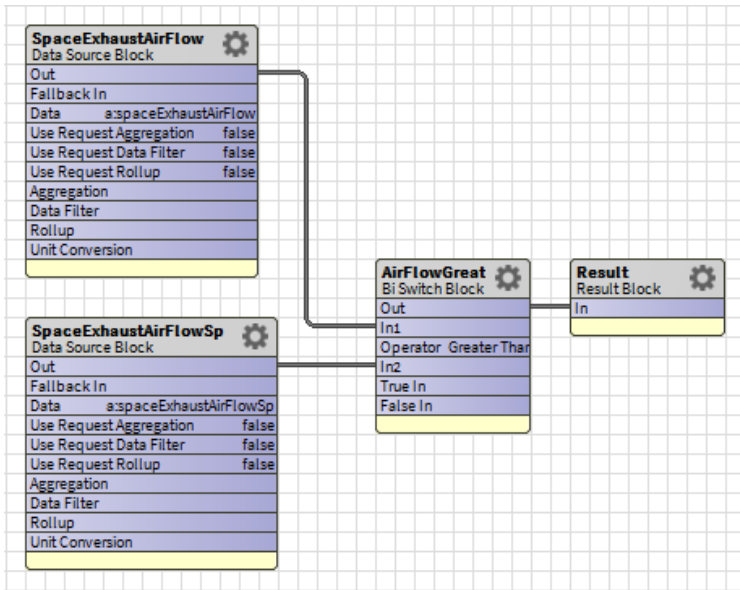 SpaceExhaustAirFlow
Data Source Block
Out
Fallback In
Data a:spaceExhaustAirFlow
Use Request Aggregation false
Use Request Data Filter false
Use Request Rollup false
Aggregation
Data Filter
Rollup
Unit Conversion
SpaceExhaustAirFlowSp
Data Source Block
Out
Fallback In
Data a:spaceExhaustAirFlowSp
Use Request Aggregation false
Use Request Data Filter false
Use Request Rollup false
Aggregation
Data Filter
Rollup
Unit Conversion
AirFlowGreat
Bi Switch Block
Out
In1
Operator Greater Than
In2
True In
False In
Result
Result Block
In